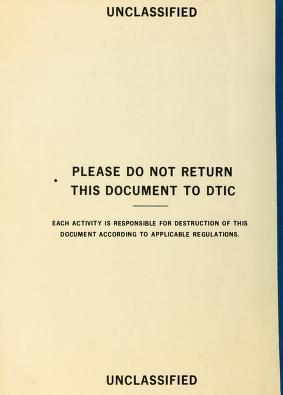 UNCLASSIFIED
PLEASE DO NOT RETURN
THIS DOCUMENT TO DTIC
EACH ACTIVITY IS RESPONSIBLE FOR DESTRUCTION OF THIS
DOCUMENT ACCORDING TO APPLICABLE REGULATIONS.
UNCLASSIFIED